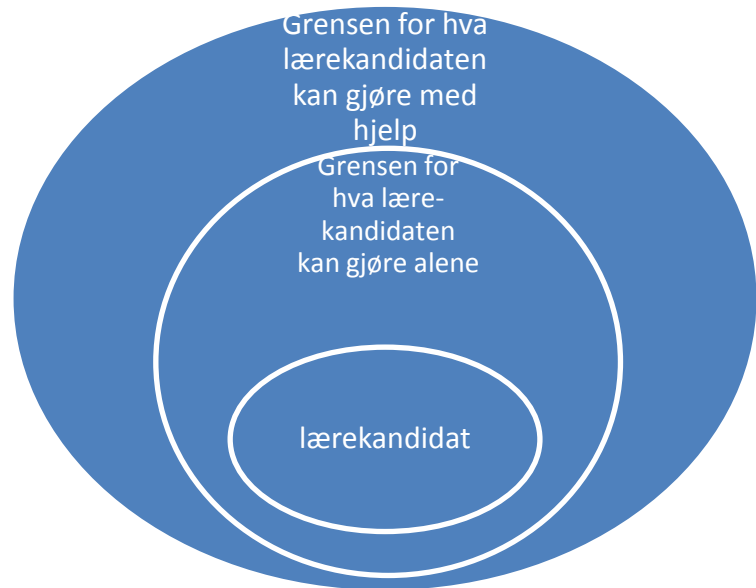 Grensen for hva
lærekandidaten
kan gjøre med
hjelp
Grensen for
hva lære-
kandidaten
kan gjøre alene
lærekandidat